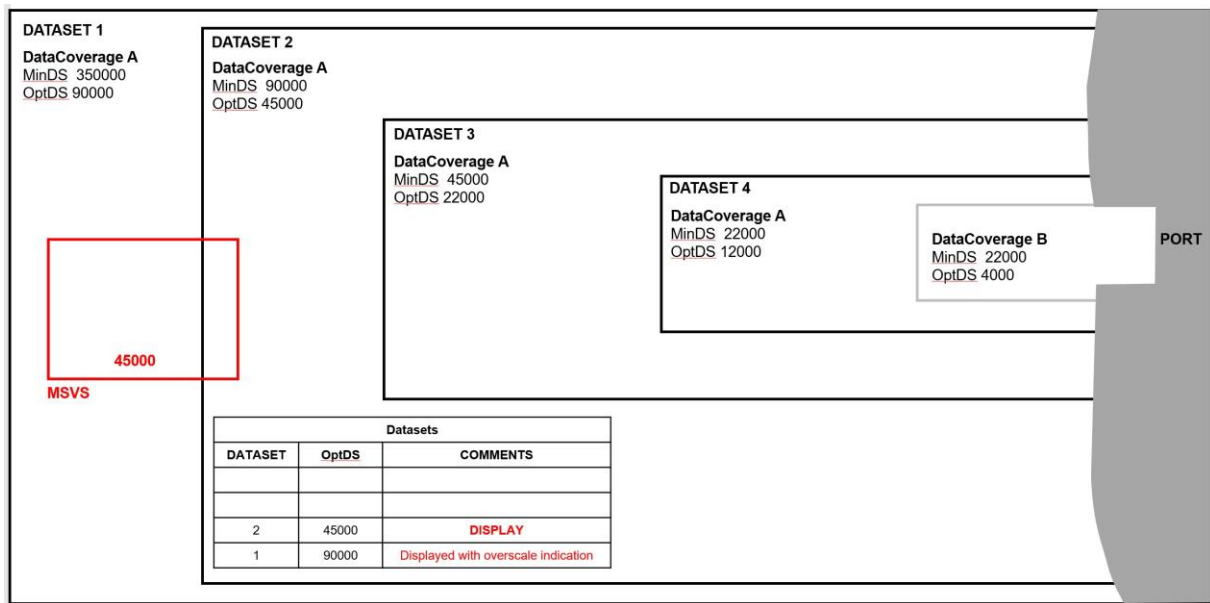 DATASET 1
DataCoverage A
MinDS 350000
OptDS 90000
DATASET 2
DataCoverage A
MinDS 90000
OptDS 45000
DATASET 3
DataCoverage A
MinDS 45000
OptDS 22000
DATASET 4
DataCoverage A
MinDS 22000
OptDS 12000
DataCoverage B
MinDS 22000
OptDS 4000
PORT
45000
MSVS
Datasets
DATASET OptDS COMMENTS
2 45000 DISPLAY
1 90000 Displayed with overscale indication